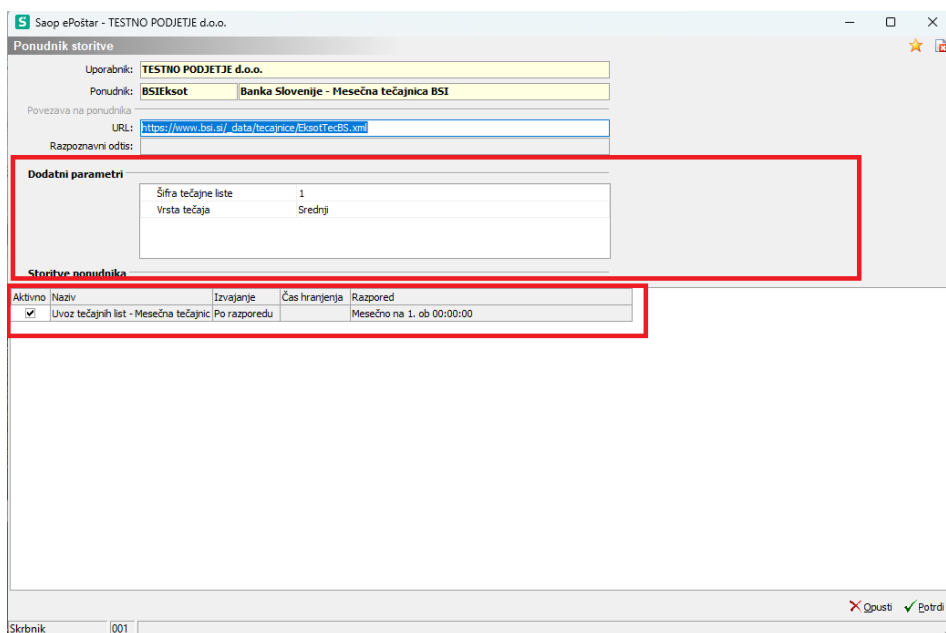 Saop ePoštar - TESTNO PODJETJE d.o.o.
Ponudnik storitve
Uporabnik: TESTNO PODJETJE d.o.o.
Ponudnik: BSIEksot Banka Slovenije - Mesečna tečajnica BSI
Povezava na ponudnika
URL: https://www.bsi.si/_data/tecajnice/EksotTecBS.xml
Razpoznavni odtis:
Dodatni parametri
Šifra tečajne liste 1
Vrsta tečaja Srednji
Storitve ponudnika
Aktivno Naziv Izvajanje Čas hranjenja Razpored
Uvoz tečajnih list - Mesečna tečajnic Po razporedu Mesečno na 1. ob 00:00:00
Opusti Potrdi
Skrbnik 001